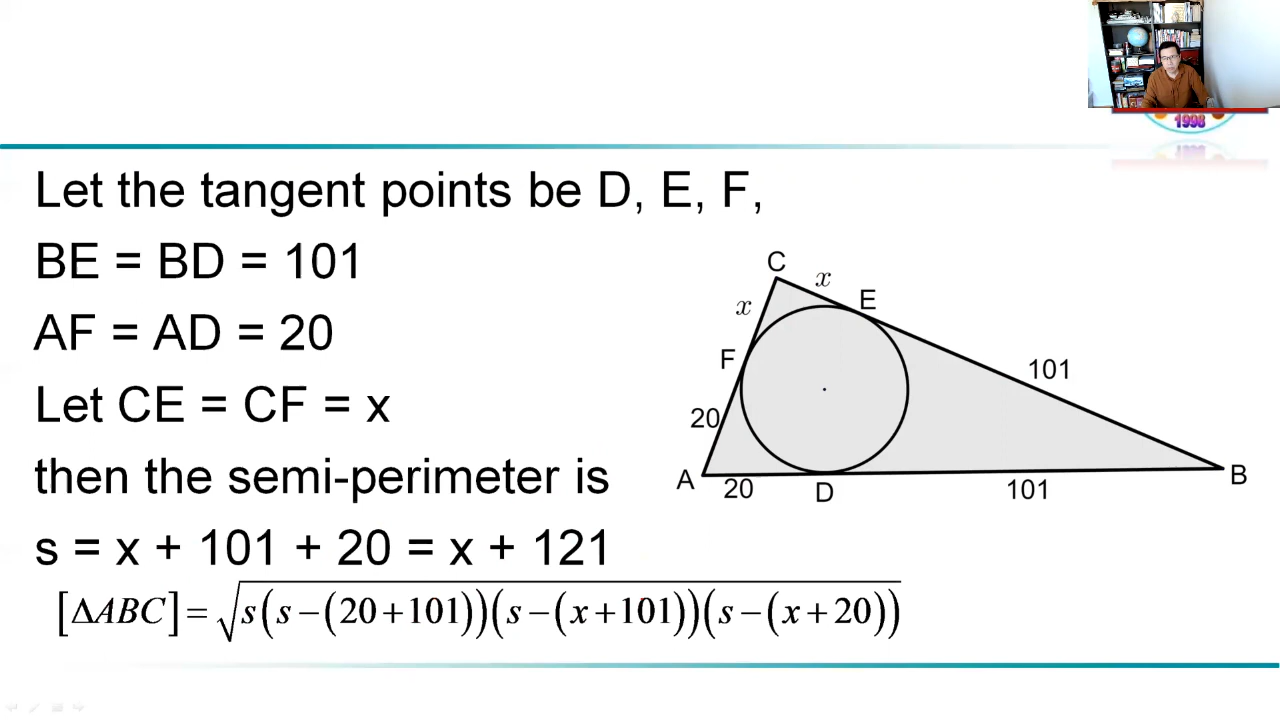 1998
Let the tangent points be D, E, F,
BE = BD = 101
AF = AD = 20
Let CE = CF = x
then the semi-perimeter is
s = x + 101 + 20 = x + 121
[ΔABC] = √s(s−(20+101))(s−(x+101))(s−(x+20))
C
x
E
x
F
101
20
A
20
D
101
B